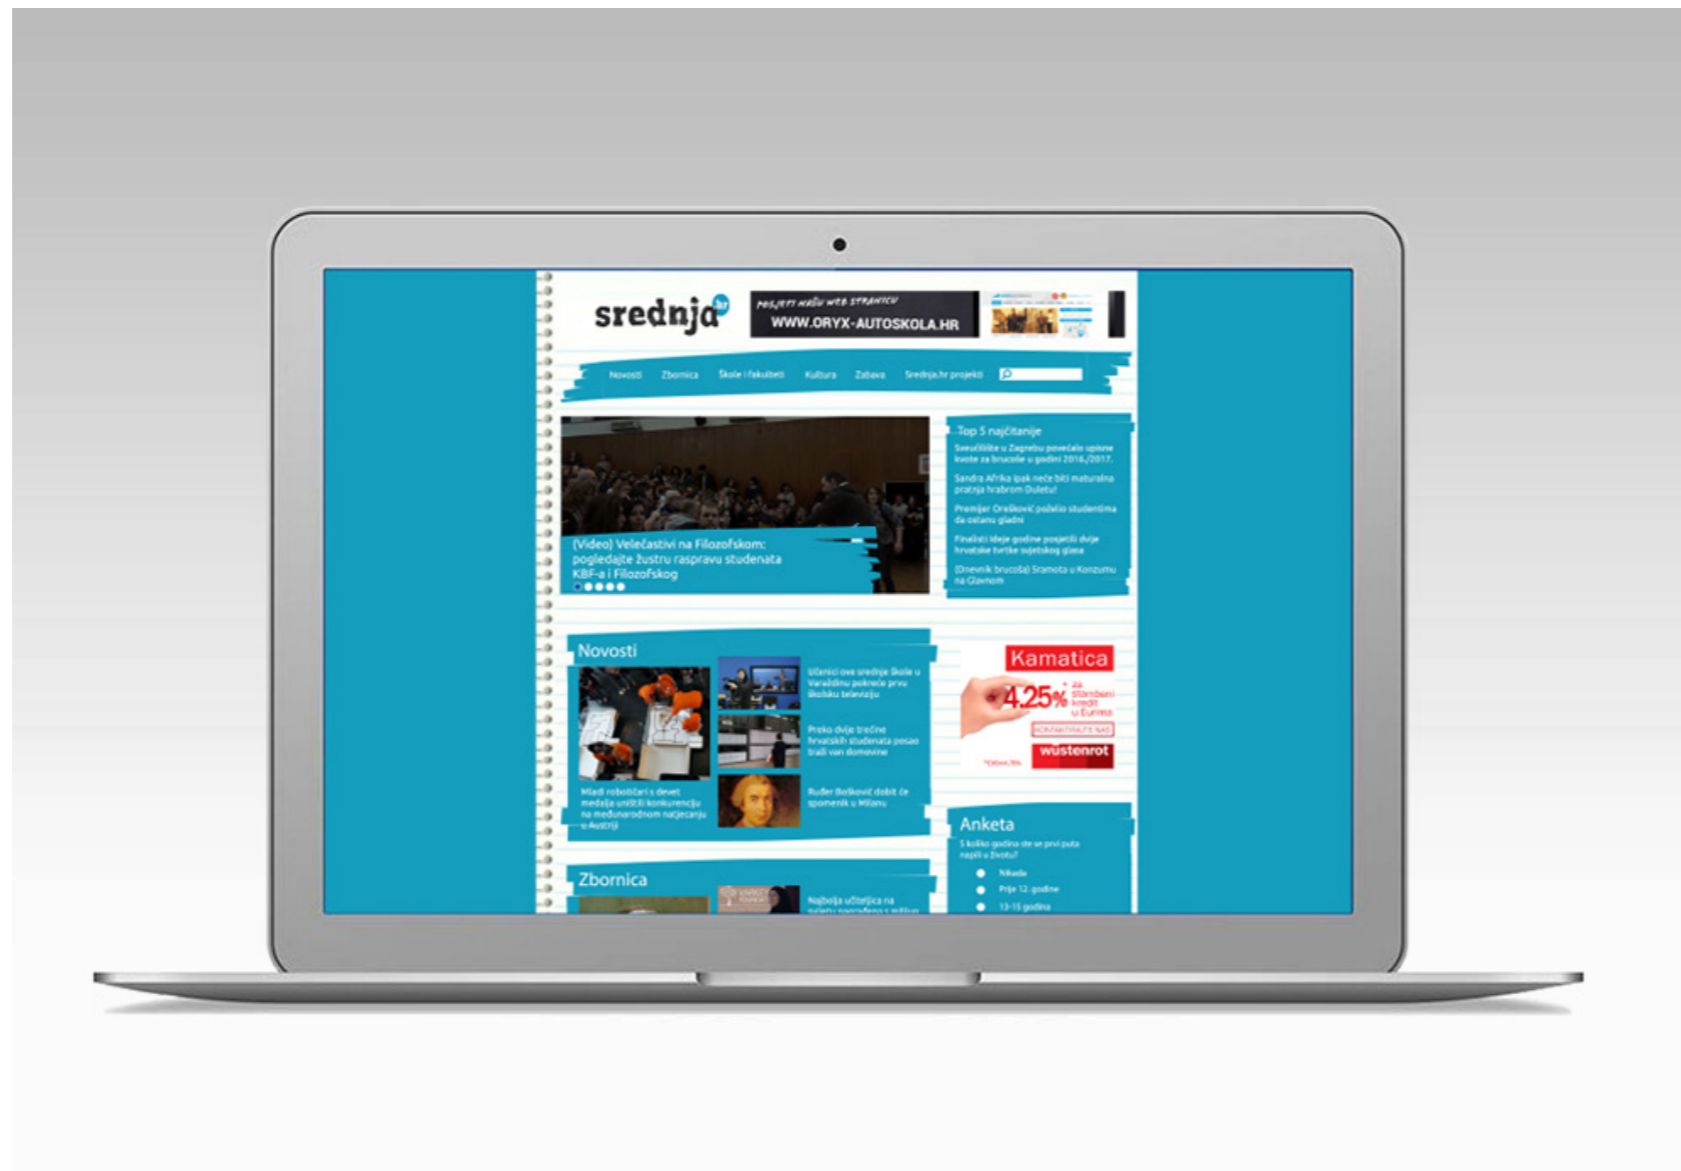 srednja hr
POSJETI NAŠU WEB STRANICU
WWW.ORYX-AUTOSKOLA.HR
Novosti Zbornica Škole i fakulteti Kultura Zabava Srednja.hr projekti
(Video) Velečastivi na Filozofskom:
pogledajte žustru raspravu studenata
KBF-a i Filozofskog
Top 5 najčitanije
Sveučilište u Zagrebu povećalo upisne
kvote za brucoše u godini 2016./2017.
Sandra Afrika ipak neće biti maturalna
pratnja hrabrom Duletu!
Premijer Orešković poželio studentima
da ostanu gladni
Finalisti Ideje godine posjetili dvije
hrvatske tvrtke svjetskog glasa
(Dnevnik brucoša) Sramota u Konzumu
na Glavnom
Novosti
Mladi robotičari s devet
medalja uništili konkurenciju
na međunarodnom natjecanju
u Austriji
Učenici ove srednje škole u
Varaždinu pokreće prvu
školsku televiziju
Preko dvije trećine
hrvatskih studenata posao
traži van domovine
Ruđer Bošković dobit će
spomenik u Milanu
Kamatica
4.25% * za
stambeni
kredit
u Eurima
KONTAKTIRAJTE NAS
wüstenrot
Anketa
S koliko godina ste se prvi puta
napili u životu?
Nikada
Prije 12. godine
13-15 godina
Zbornica
VARKEY
Najbolja učiteljica na
svijetu nagrađena s milijun